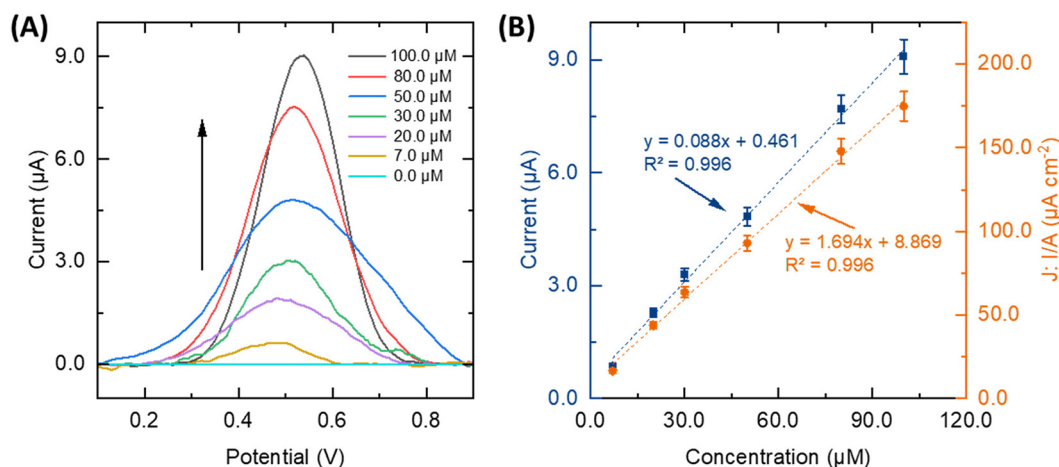 (A)
9.0
6.0
3.0
0.0
Current (µA)
100.0 µM
80.0 µM
50.0 µM
30.0 µM
20.0 µM
7.0 µM
0.0 µM
0.2
0.4
0.6
0.8
Potential (V)
(B)
9.0
6.0
3.0
0.0
Current (µA)
y = 0.088x + 0.461
R² = 0.996
y = 1.694x + 8.869
R² = 0.996
200.0
150.0
100.0
50.0
0.0
J: I/A (µA cm⁻²)
0.0
30.0
60.0
90.0
120.0
Concentration (µM)